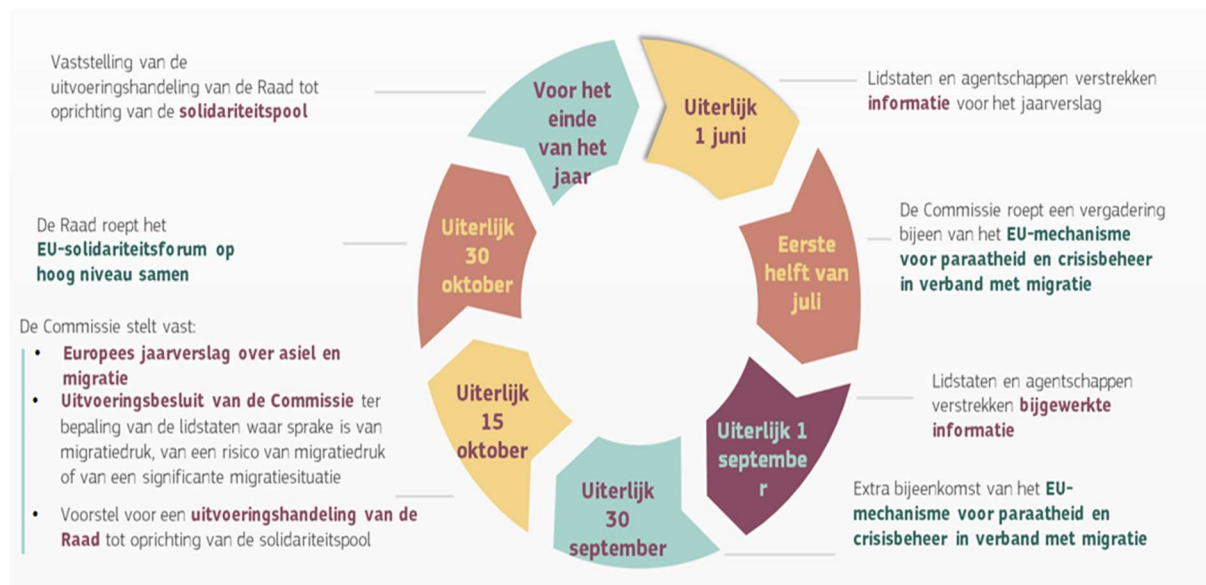 Vaststelling van de
uitvoeringshandeling van de Raad tot
oprichting van de solidariteitspool
Voor het
einde
van het
jaar
Uiterlijk
1 juni
Lidstaten en agentschappen verstrekken
informatie voor het jaarverslag
De Raad roept het
EU-solidariteitsforum op
hoog niveau samen
Uiterlijk
30
oktober
Eerste
helft van
juli
De Commissie roept een vergadering
bijeen van het EU-mechanisme
voor paraatheid en crisisbeheer
in verband met migratie
De Commissie stelt vast:
• Europees jaarverslag over asiel en
migratie
• Uitvoeringsbesluit van de Commissie ter
bepaling van de lidstaten waar sprake is van
migratiedruk, van een risico van migratiedruk
of van een significante migratiesituatie
• Voorstel voor een uitvoeringshandeling van de
Raad tot oprichting van de solidariteitspool
Uiterlijk
15
oktober
Uiterlijk 1
septembe
r
Lidstaten en agentschappen
verstrekken bijgewerkte
informatie
Uiterlijk
30
september
Extra bijeenkomst van het EU-
mechanisme voor paraatheid en
crisisbeheer in verband met migratie